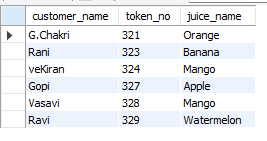 customer_name token_no juice_name
G.Chakri 321 Orange
Rani 323 Banana
veKiran 324 Mango
Gopi 327 Apple
Vasavi 328 Mango
Ravi 329 Watermelon